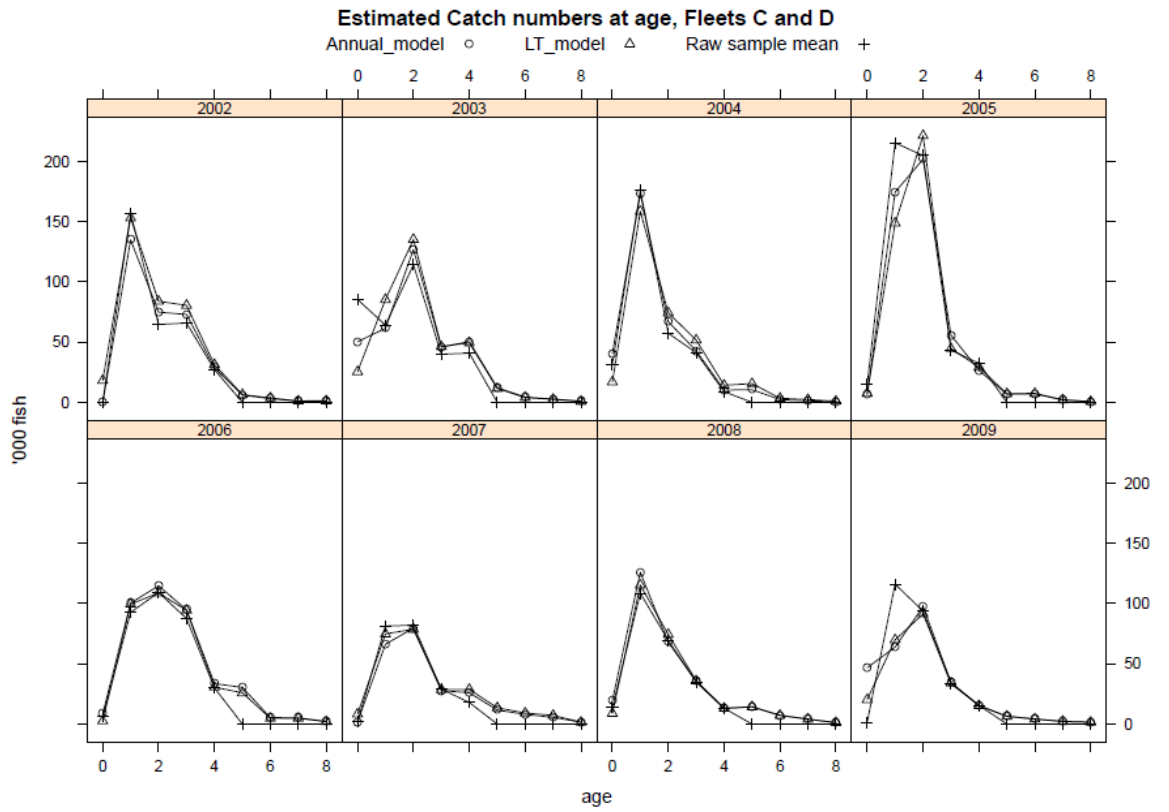 Estimated Catch numbers at age, Fleets C and D
Annual_model LT_model Raw sample mean
0 2 4 6 8 0 2 4 6 8
2002 2003 2004 2005
200
150
100
50
0
2006 2007 2008 2009
200
150
100
50
0
0 2 4 6 8 0 2 4 6 8
'000 fish
age